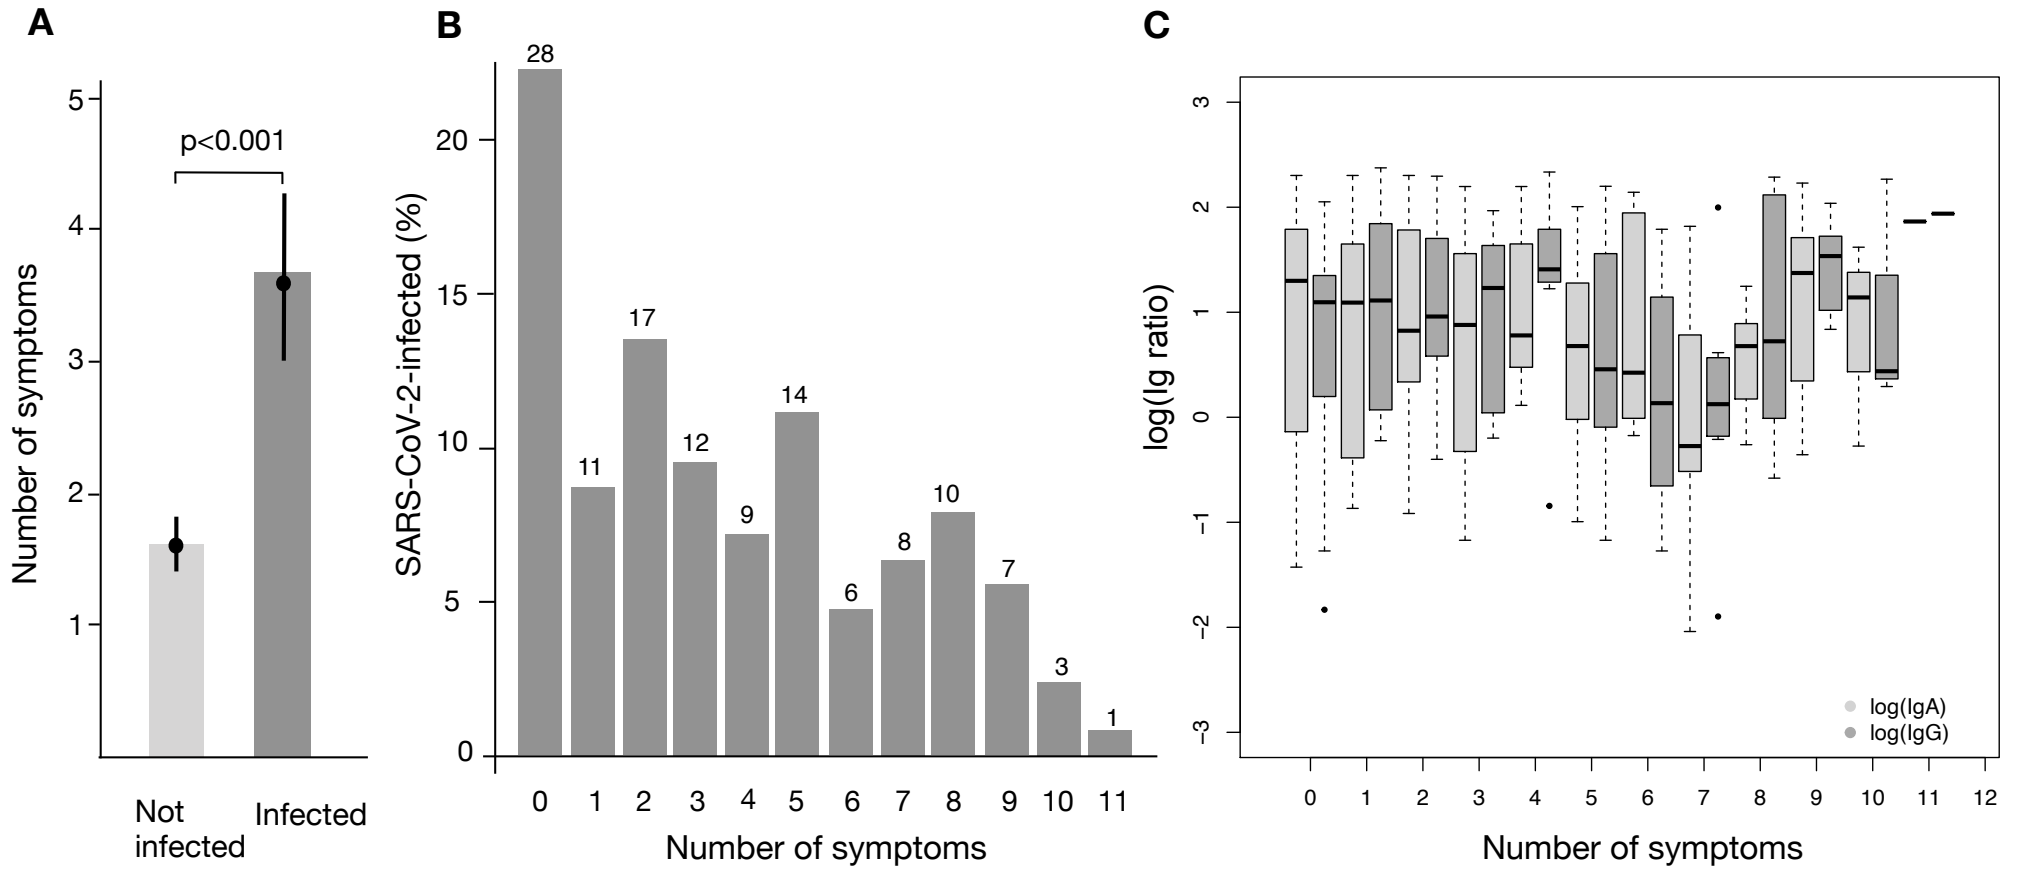 A
Number of symptoms
5
4
3
2
1
p<0.001
Not
infected
Infected
B
SARS-CoV-2-infected (%)
20
15
10
5
0
28
11
17
12
9
14
6
8
10
7
3
1
0 1 2 3 4 5 6 7 8 9 10 11
Number of symptoms
C
log(Ig ratio)
3
2
1
0
−1
−2
−3
log(IgA)
log(IgG)
0 1 2 3 4 5 6 7 8 9 10 11 12
Number of symptoms